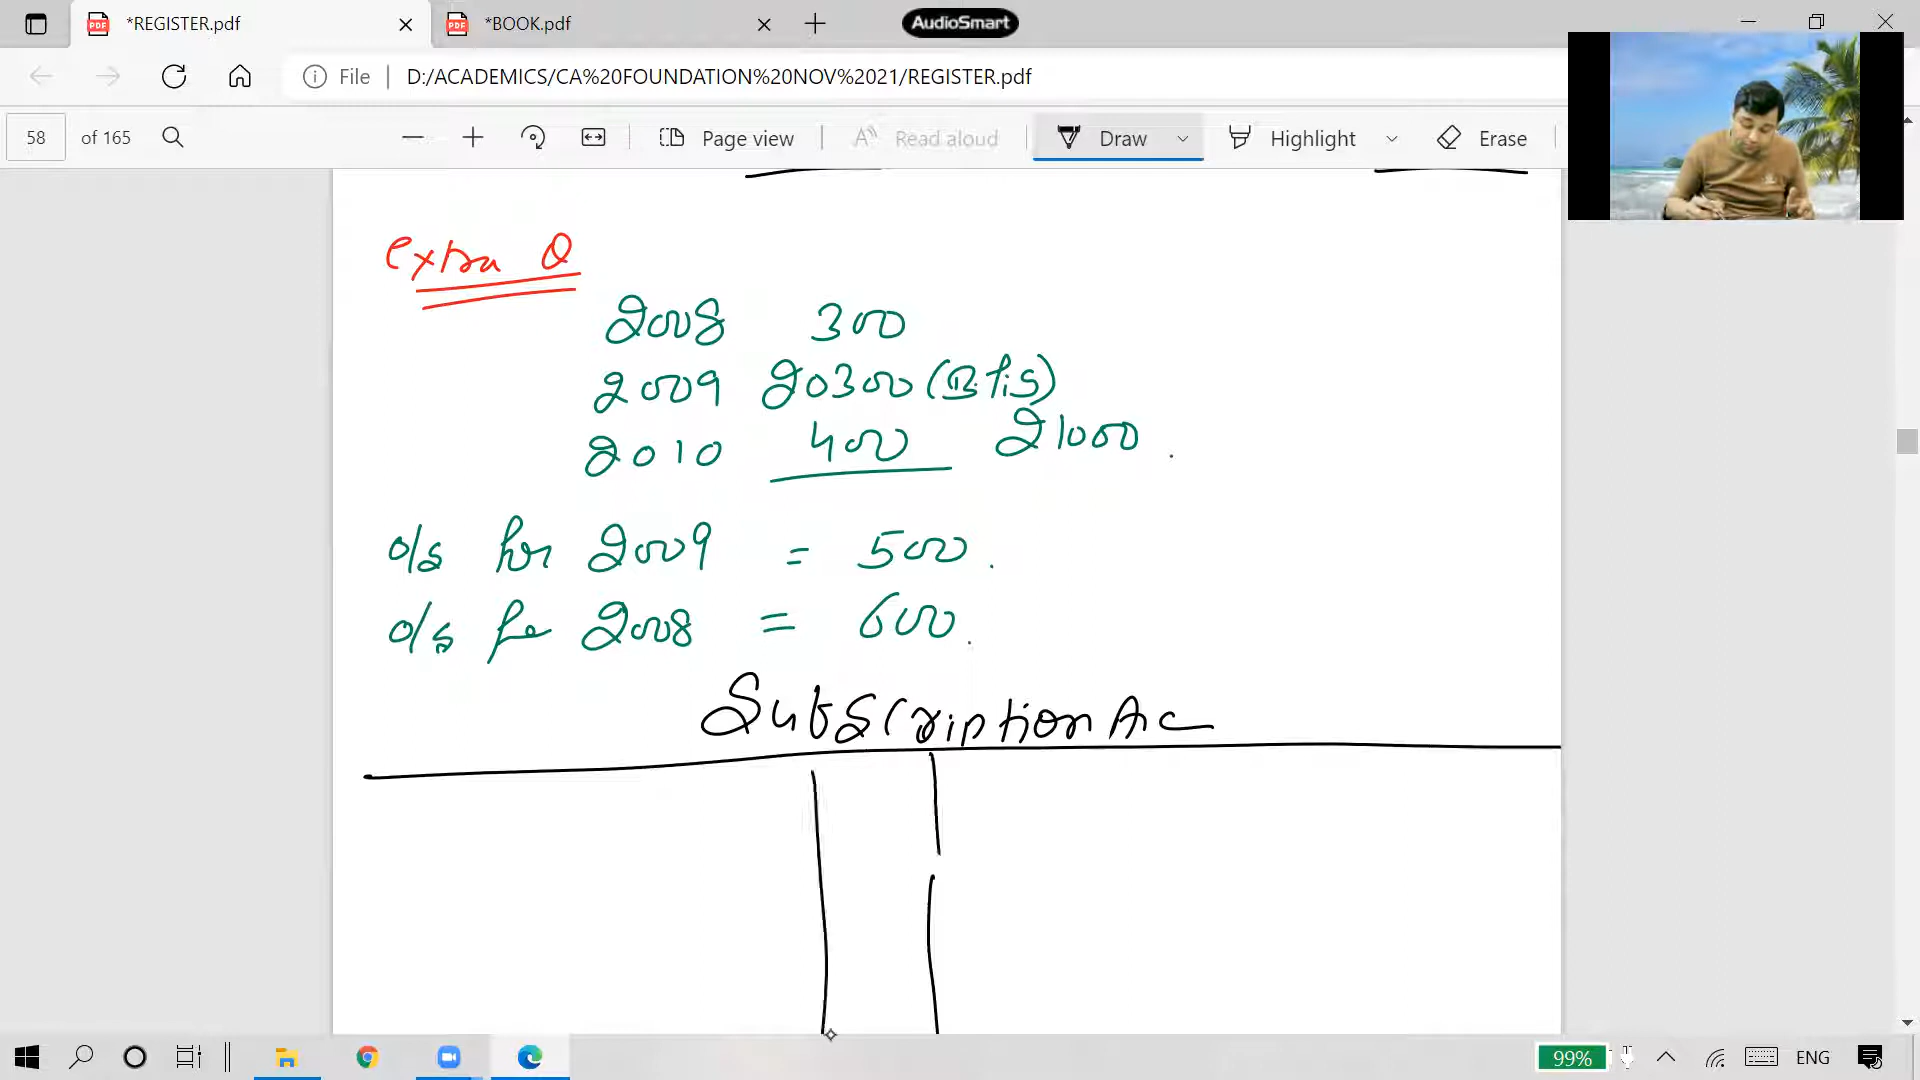 *REGISTER.pdf
*BOOK.pdf
AudioSmart
File
D:/ACADEMICS/CA%20FOUNDATION%20NOV%2021/REGISTER.pdf
58 of 165
Page view
Read aloud
Draw
Highlight
Erase
Extra Q
2008 300
2009 20300 (B.f.S)
2010 400 21000.
o/s for 2009 = 500.
o/s for 2008 = 600.
Subscription Ac
99%
ENG